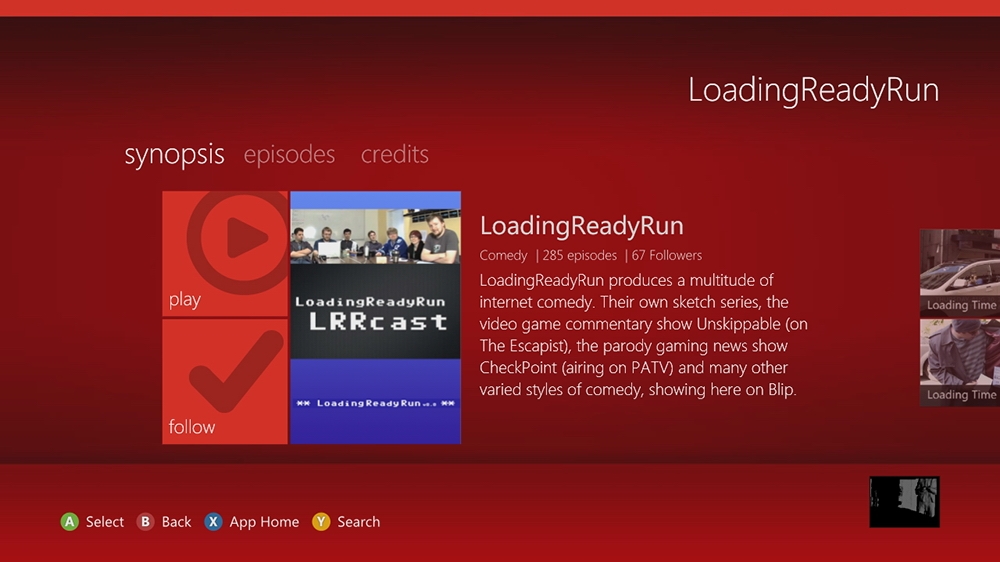 LoadingReadyRun
synopsis episodes credits
play
follow
LoadingReadyRun
LRRcast
** LoadingReadyRun **
LoadingReadyRun
Comedy | 285 episodes | 67 Followers
LoadingReadyRun produces a multitude of
internet comedy. Their own sketch series, the
video game commentary show Unskippable (on
The Escapist), the parody gaming news show
CheckPoint (airing on PATV) and many other
varied styles of comedy, showing here on Blip.
Loading Time
Loading Time
A Select B Back X App Home Y Search